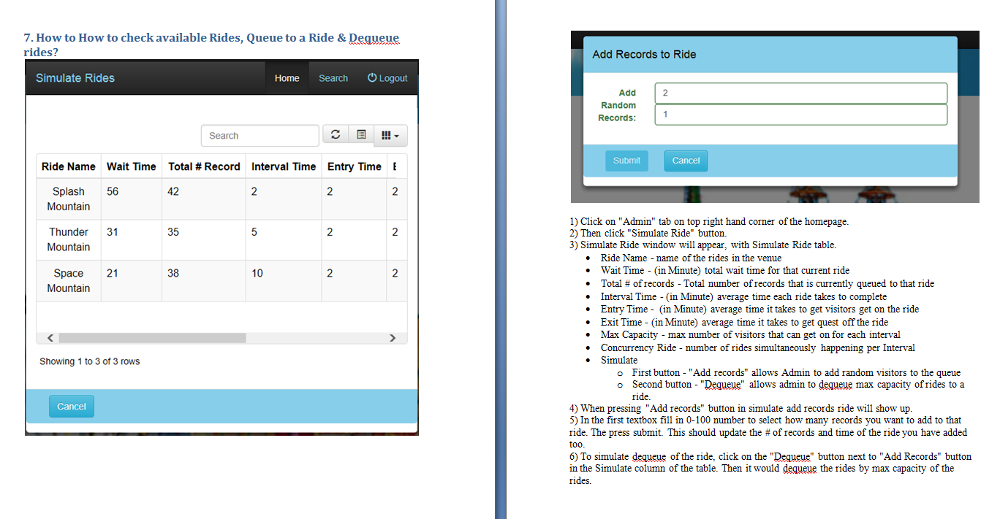 7. How to How to check available Rides, Queue to a Ride & Dequeue
rides?
Simulate Rides Home Search Logout
Search
Ride Name Wait Time Total # Record Interval Time Entry Time
Splash Mountain 56 42 2 2 2
Thunder Mountain 31 35 5 2 2
Space Mountain 21 38 10 2 2
Showing 1 to 3 of 3 rows
Cancel
Add Records to Ride
Add Random Records: 2
1
Submit Cancel
1) Click on "Admin" tab on top right hand corner of the homepage.
2) Then click "Simulate Ride" button.
3) Simulate Ride window will appear, with Simulate Ride table.
• Ride Name - name of the rides in the venue
• Wait Time - (in Minute) total wait time for that current ride
• Total # of records - Total number of records that is currently queued to that ride
• Interval Time - (in Minute) average time each ride takes to complete
• Entry Time - (in Minute) average time it takes to get visitors get on the ride
• Exit Time - (in Minute) average time it takes to get quest off the ride
• Max Capacity - max number of visitors that can get on for each interval
• Concurrency Ride - number of rides simultaneously happening per Interval
• Simulate
o First button - "Add records" allows Admin to add random visitors to the queue
o Second button - "Dequeue" allows admin to dequeue max capacity of rides to a
ride.
4) When pressing "Add records" button in simulate add records ride will show up.
5) In the first textbox fill in 0-100 number to select how many records you want to add to that
ride. The press submit. This should update the # of records and time of the ride you have added
too.
6) To simulate dequeue of the ride, click on the "Dequeue" button next to "Add Records" button
in the Simulate column of the table. Then it would dequeue the rides by max capacity of the
rides.